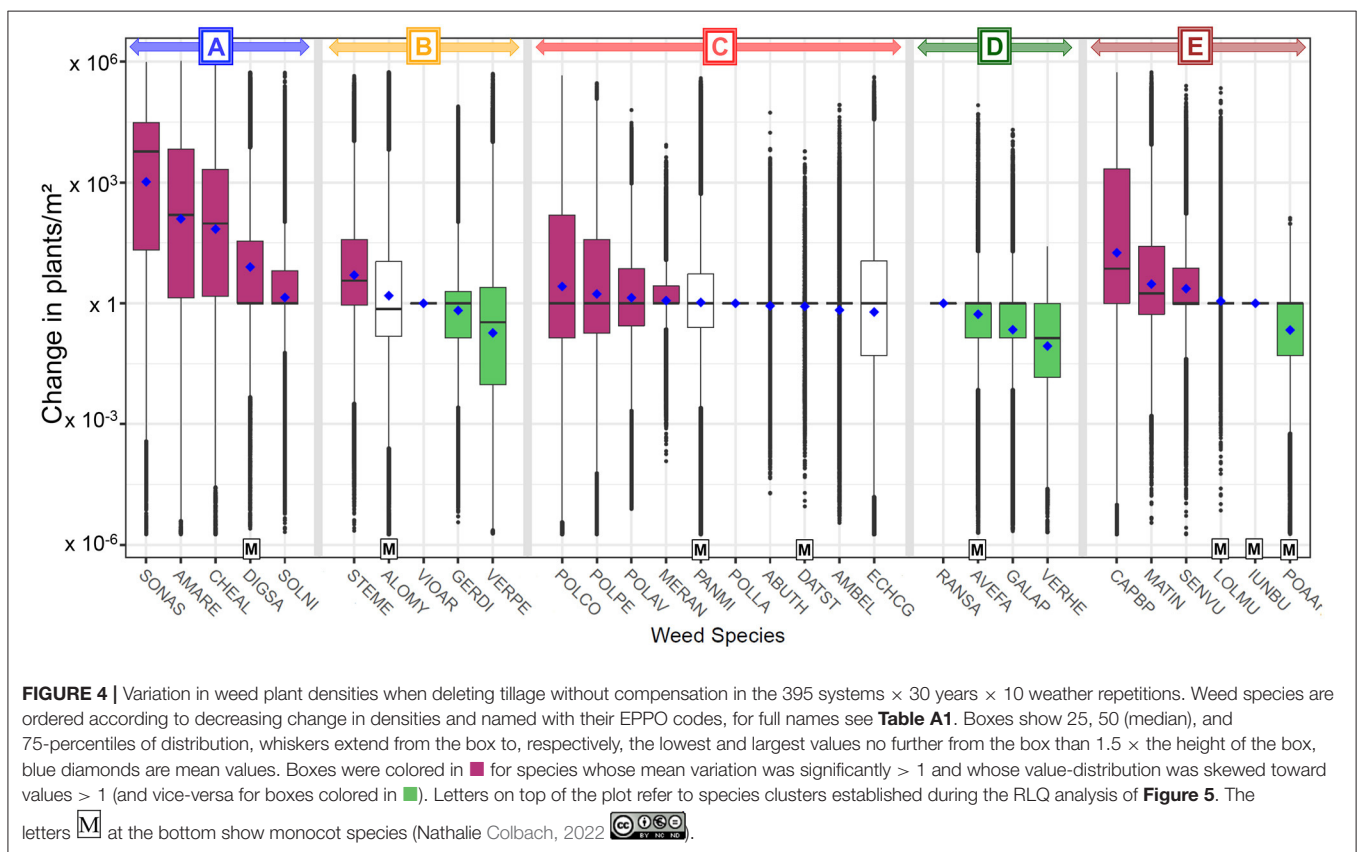 A B C D E
x 10⁶
x 10³
x 1
x 10⁻³
x 10⁻⁶
Change in plants/m²
M M M M M M M M
SONAS AMARE CHEAL DIGSA SOLNI STEME ALOMY VIOAR GERDI VERPE POLCO POLPE POLAV MERAN PANMI POLLA ABUTH DATST AMBEL ECHCG RANSA AVEFA GALAP VERHE CAPBP MATIN SENVU LOLMU IUNBU
Weed Species
FIGURE 4 | Variation in weed plant densities when deleting tillage without compensation in the 395 systems × 30 years × 10 weather repetitions. Weed species are
ordered according to decreasing change in densities and named with their EPPO codes, for full names see Table A1. Boxes show 25, 50 (median), and
75-percentiles of distribution, whiskers extend from the box to, respectively, the lowest and largest values no further from the box than 1.5 × the height of the box,
blue diamonds are mean values. Boxes were colored in ■ for species whose mean variation was significantly > 1 and whose value-distribution was skewed toward
values > 1 (and vice-versa for boxes colored in ■). Letters on top of the plot refer to species clusters established during the RLQ analysis of Figure 5. The
letters M at the bottom show monocot species (Nathalie Colbach, 2022 cc BY NC ND).